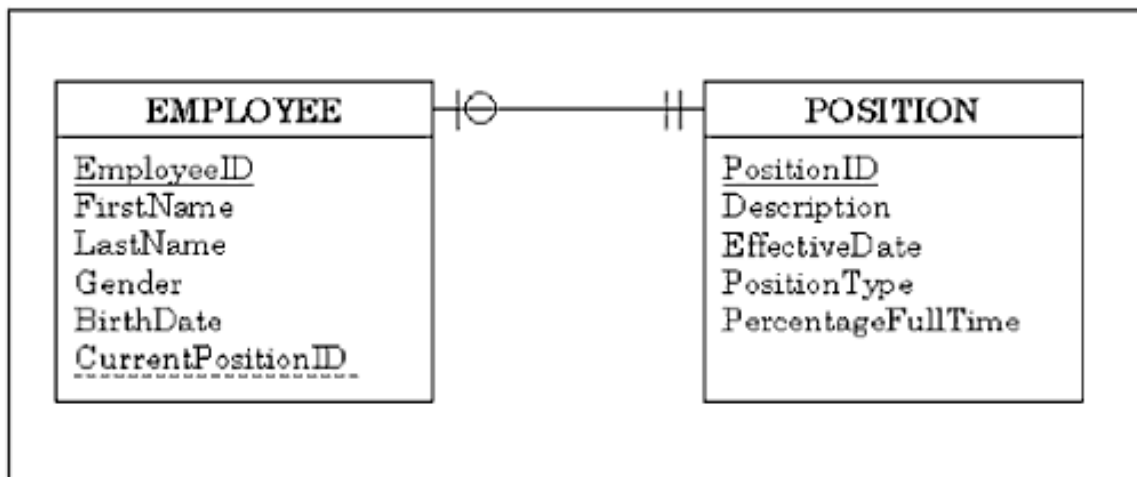 EMPLOYEE
EmployeeID
FirstName
LastName
Gender
BirthDate
CurrentPositionID
POSITION
PositionID
Description
EffectiveDate
PositionType
PercentageFullTime